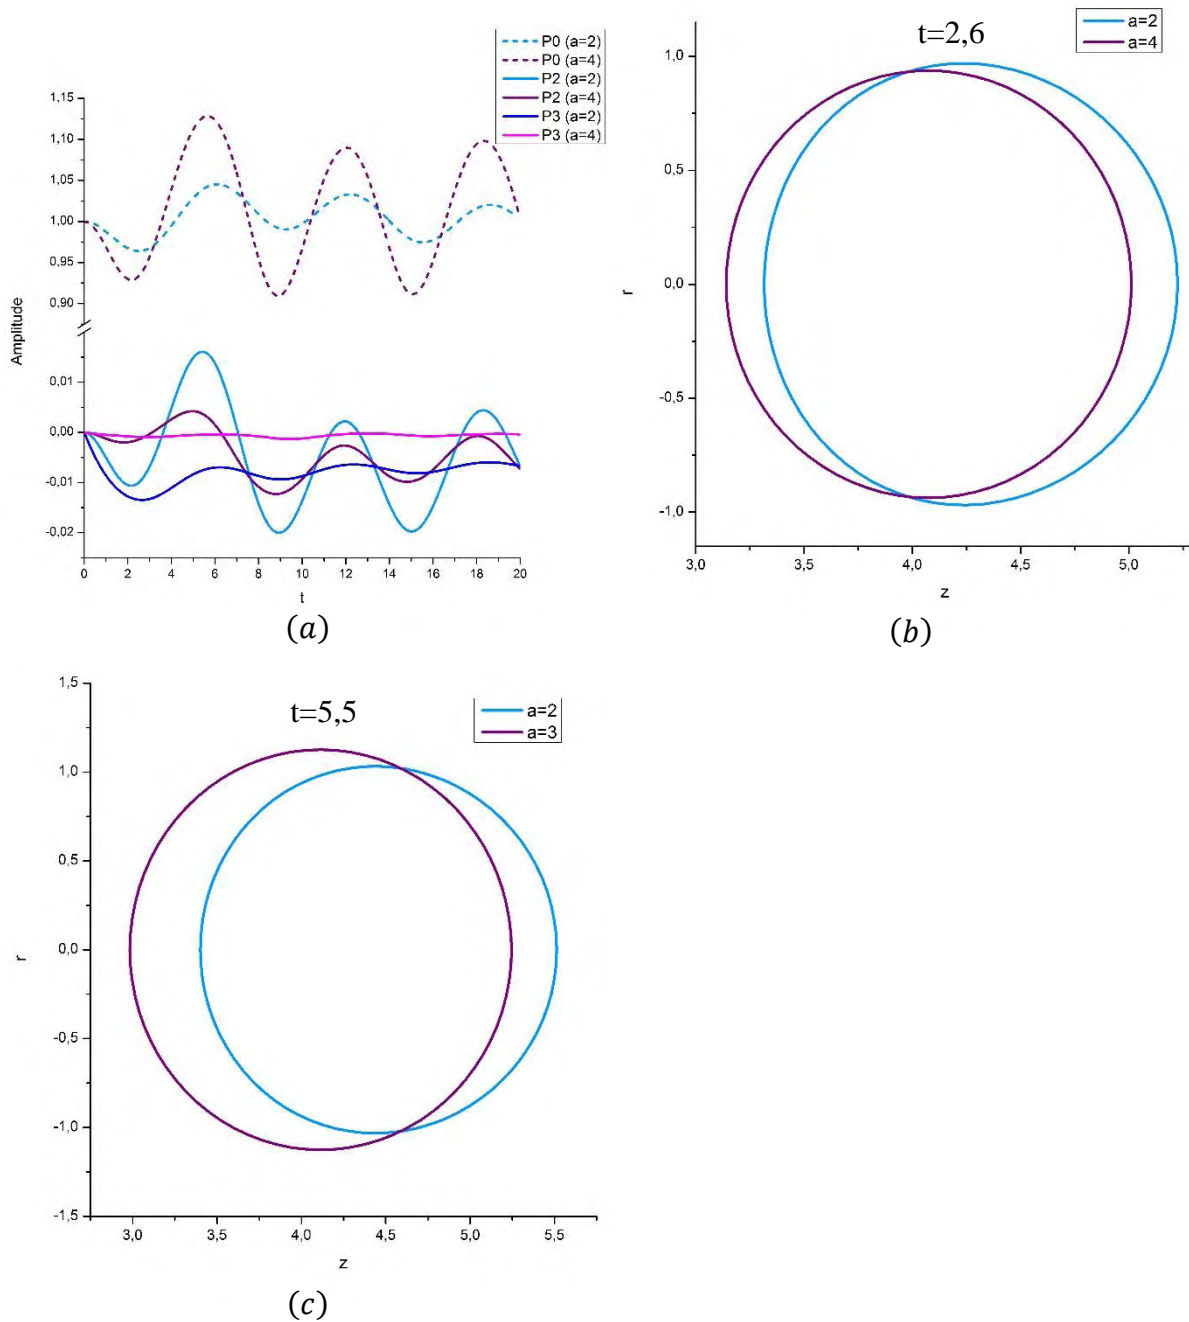 P0 (a=2)
P0 (a=4)
P2 (a=2)
P2 (a=4)
P3 (a=2)
P3 (a=4)
1,15
1,10
1,05
1,00
0,95
0,90
0,01
0,00
-0,01
-0,02
Amplitude
0 2 4 6 8 10 12 14 16 18 20
t
(a)
t=2,6
a=2
a=4
1,0
0,5
0,0
-0,5
-1,0
r
3,0 3,5 4,0 4,5 5,0
z
(b)
t=5,5
a=2
a=3
1,5
1,0
0,5
0,0
-0,5
-1,0
-1,5
r
3,0 3,5 4,0 4,5 5,0 5,5
z
(c)